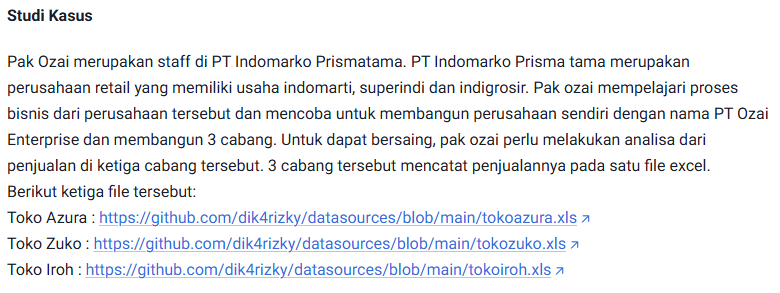 Studi Kasus
Pak Ozai merupakan staff di PT Indomarko Prismatama. PT Indomarko Prisma tama merupakan
perusahaan retail yang memiliki usaha indomarti, superindi dan indigrosir. Pak ozai mempelajari proses
bisnis dari perusahaan tersebut dan mencoba untuk membangun perusahaan sendiri dengan nama PT Ozai
Enterprise dan membangun 3 cabang. Untuk dapat bersaing, pak ozai perlu melakukan analisa dari
penjualan di ketiga cabang tersebut. 3 cabang tersebut mencatat penjualannya pada satu file excel.
Berikut ketiga file tersebut:
Toko Azura : https://github.com/dik4rizky/datasources/blob/main/tokoazura.xls
Toko Zuko : https://github.com/dik4rizky/datasources/blob/main/tokozuko.xls
Toko Iroh : https://github.com/dik4rizky/datasources/blob/main/tokoiroh.xls